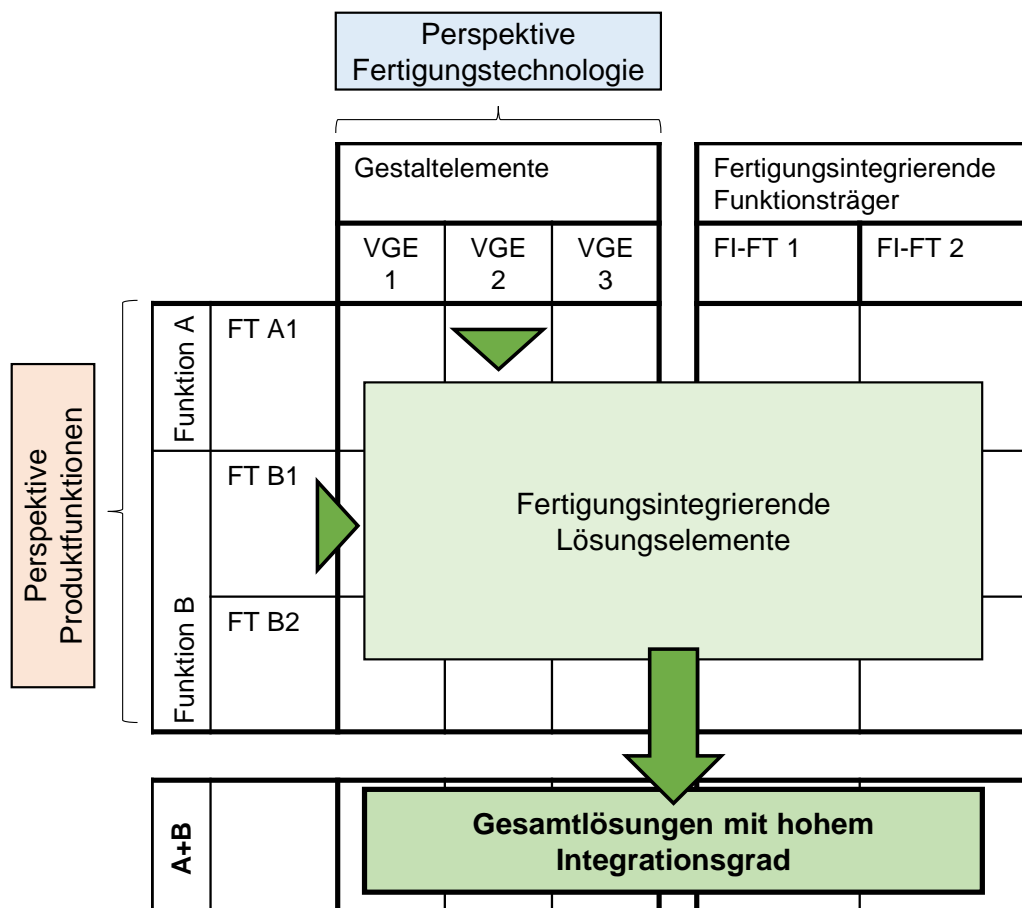 Perspektive
Fertigungstechnologie
Gestaltelemente
Fertigungsintegrierende
Funktionsträger
VGE
1
VGE
2
VGE
3
FI-FT 1
FI-FT 2
Perspektive
Produktfunktionen
Funktion A
FT A1
Funktion B
FT B1
FT B2
Fertigungsintegrierende
Lösungselemente
A+B
Gesamtlösungen mit hohem
Integrationsgrad